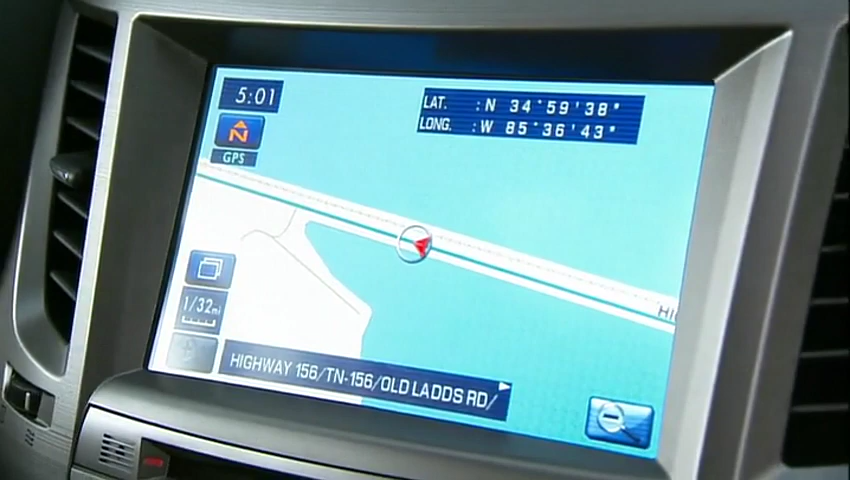 5:01
LAT. : N 34°59'38"
LONG. : W 85°36'43"
N
GPS
1/32mi
HIGHWAY 156/TN-156/OLD LADDS RD/